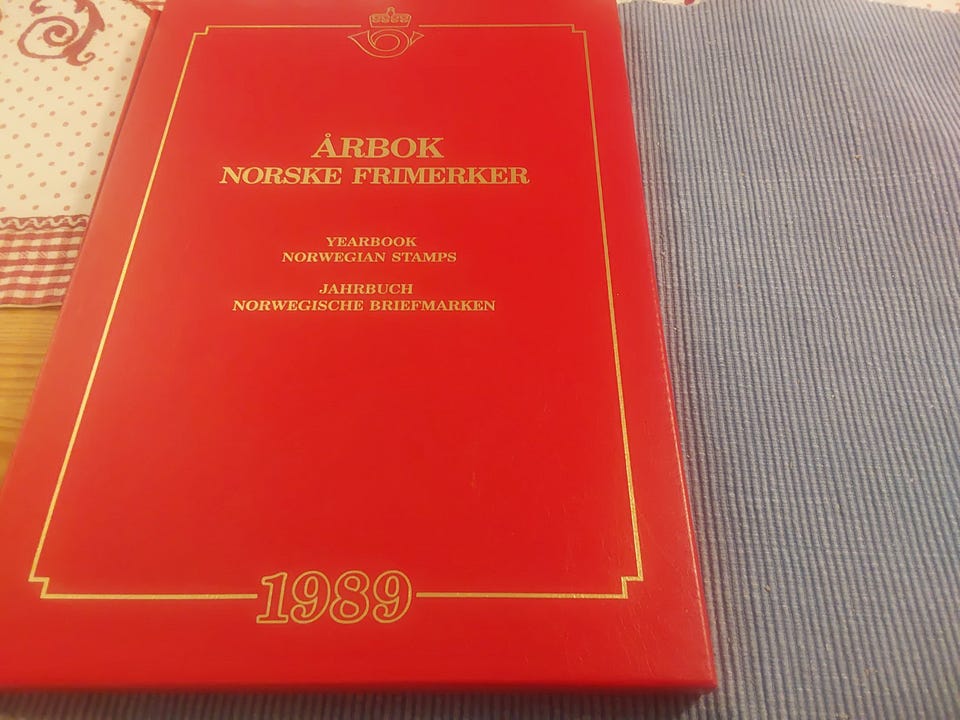 ÅRBOK
NORSKE FRIMERKER
YEARBOOK
NORWEGIAN STAMPS
JAHRBUCH
NORWEGISCHE BRIEFMARKEN
1989